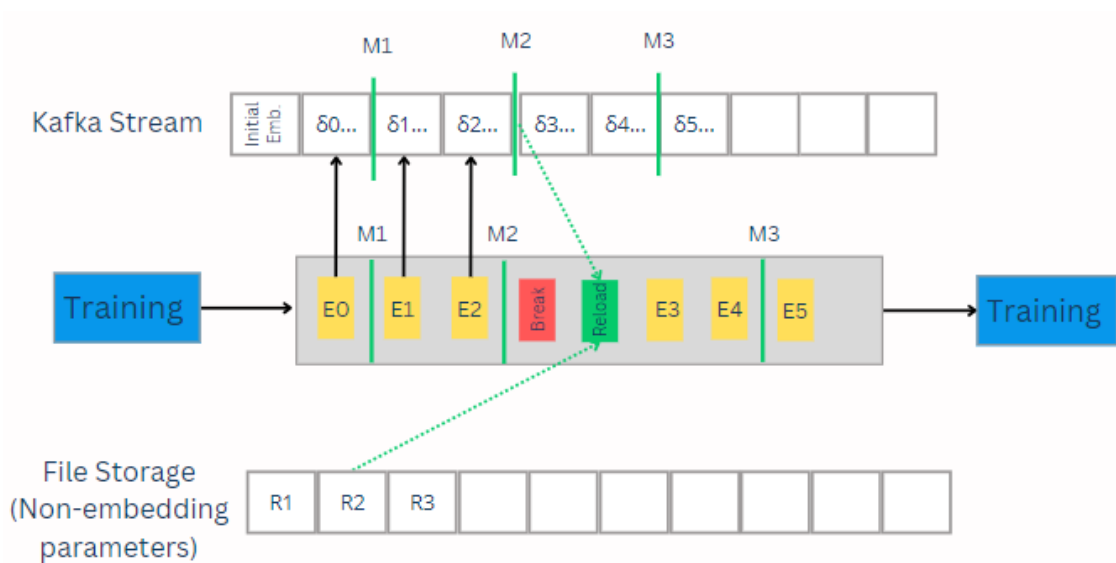 M1
M2
M3
Kafka Stream
Initial
Emb.
δ0...
δ1...
δ2...
δ3...
δ4...
δ5...
M1
M2
M3
Training
E0
E1
E2
Break
Reload
E3
E4
E5
Training
File Storage
(Non-embedding
parameters)
R1
R2
R3